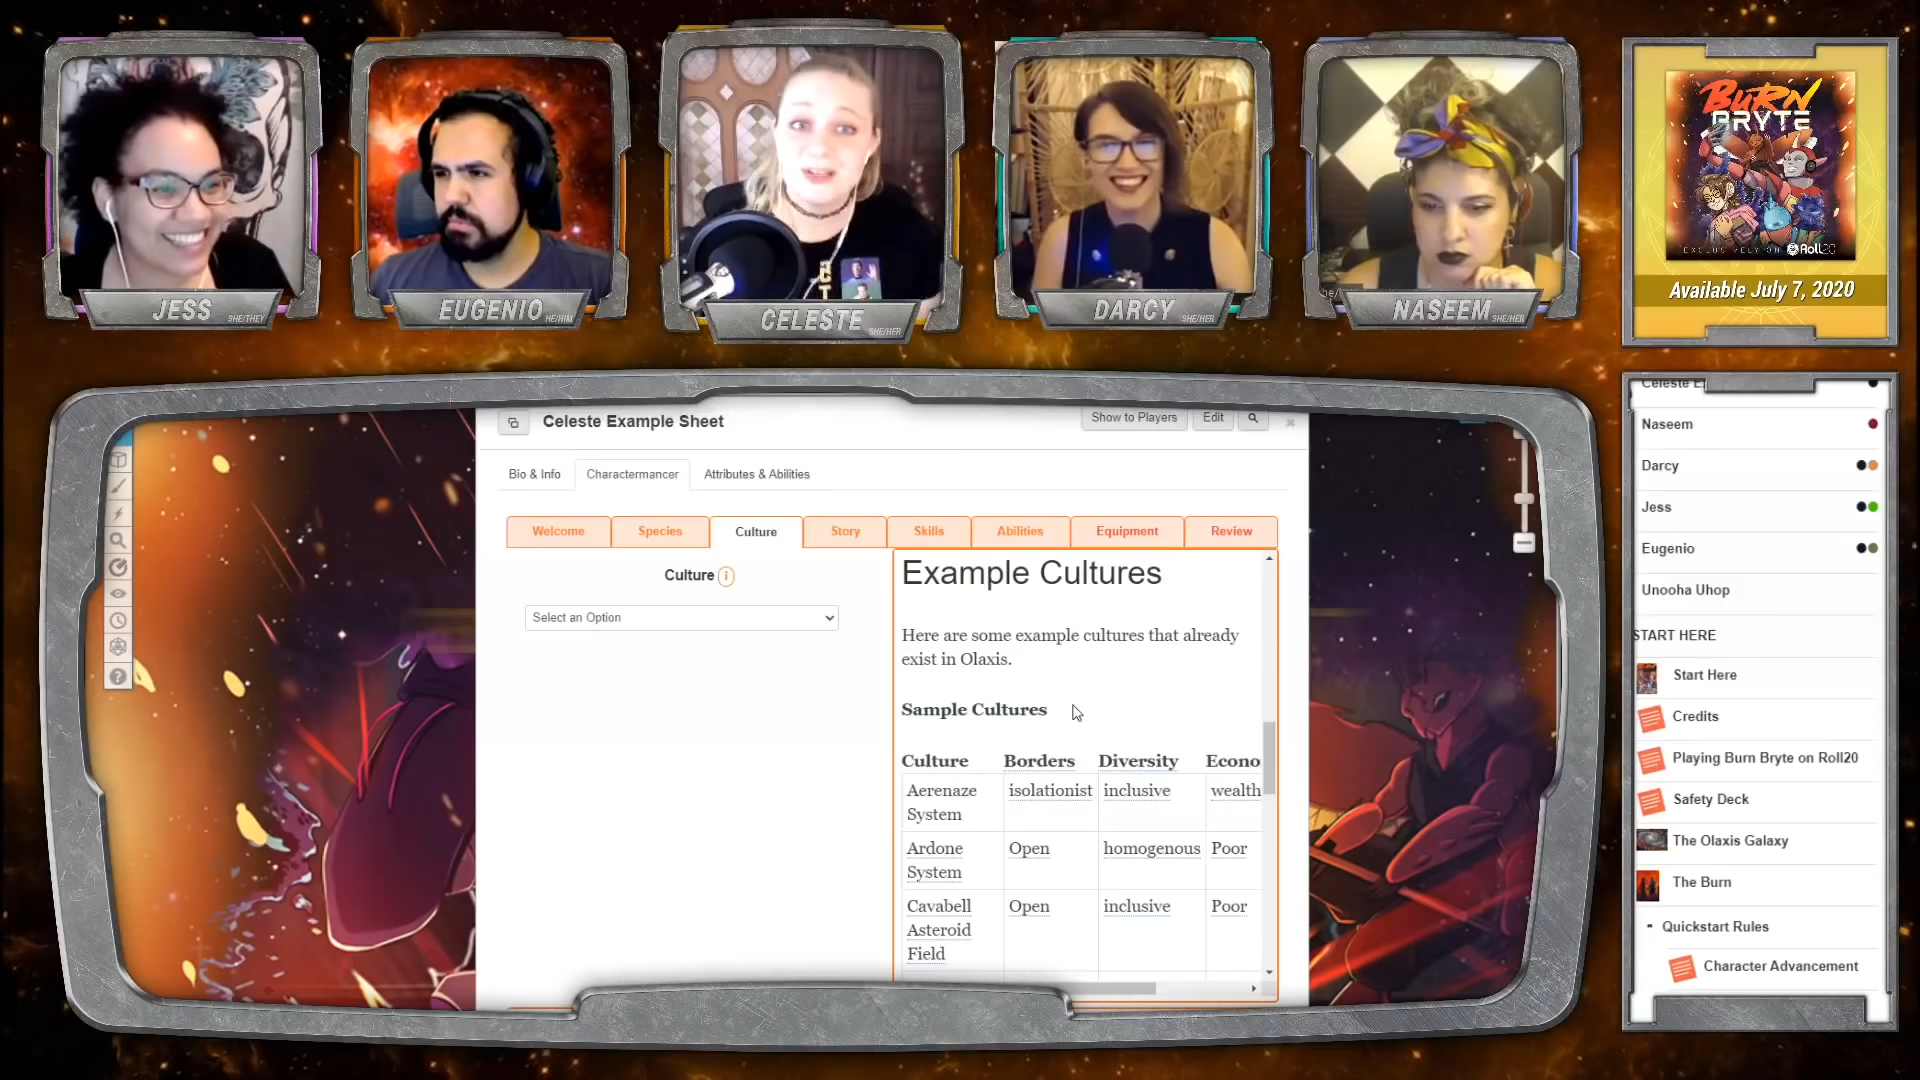 JESS SHE/THEY
EUGENIO HE/HIM
CELESTE SHE/HER
DARCY SHE/HER
NASEEM SHE/HER
BURN
BRYTE
EXCLUSIVELY ON Roll20
Available July 7, 2020
Celeste Example Sheet
Show to Players
Edit
Bio & Info
Charactermancer
Attributes & Abilities
Welcome
Species
Culture
Story
Skills
Abilities
Equipment
Review
Culture i
Select an Option
Example Cultures
Here are some example cultures that already
exist in Olaxis.
Sample Cultures
Culture Borders Diversity Econo
Aerenaze isolationist inclusive wealth
System
Ardone Open homogenous Poor
System
Cavabell Open inclusive Poor
Asteroid
Field
Celeste E
Naseem
Darcy
Jess
Eugenio
Unooha Uhop
START HERE
Start Here
Credits
Playing Burn Bryte on Roll20
Safety Deck
The Olaxis Galaxy
The Burn
- Quickstart Rules
Character Advancement